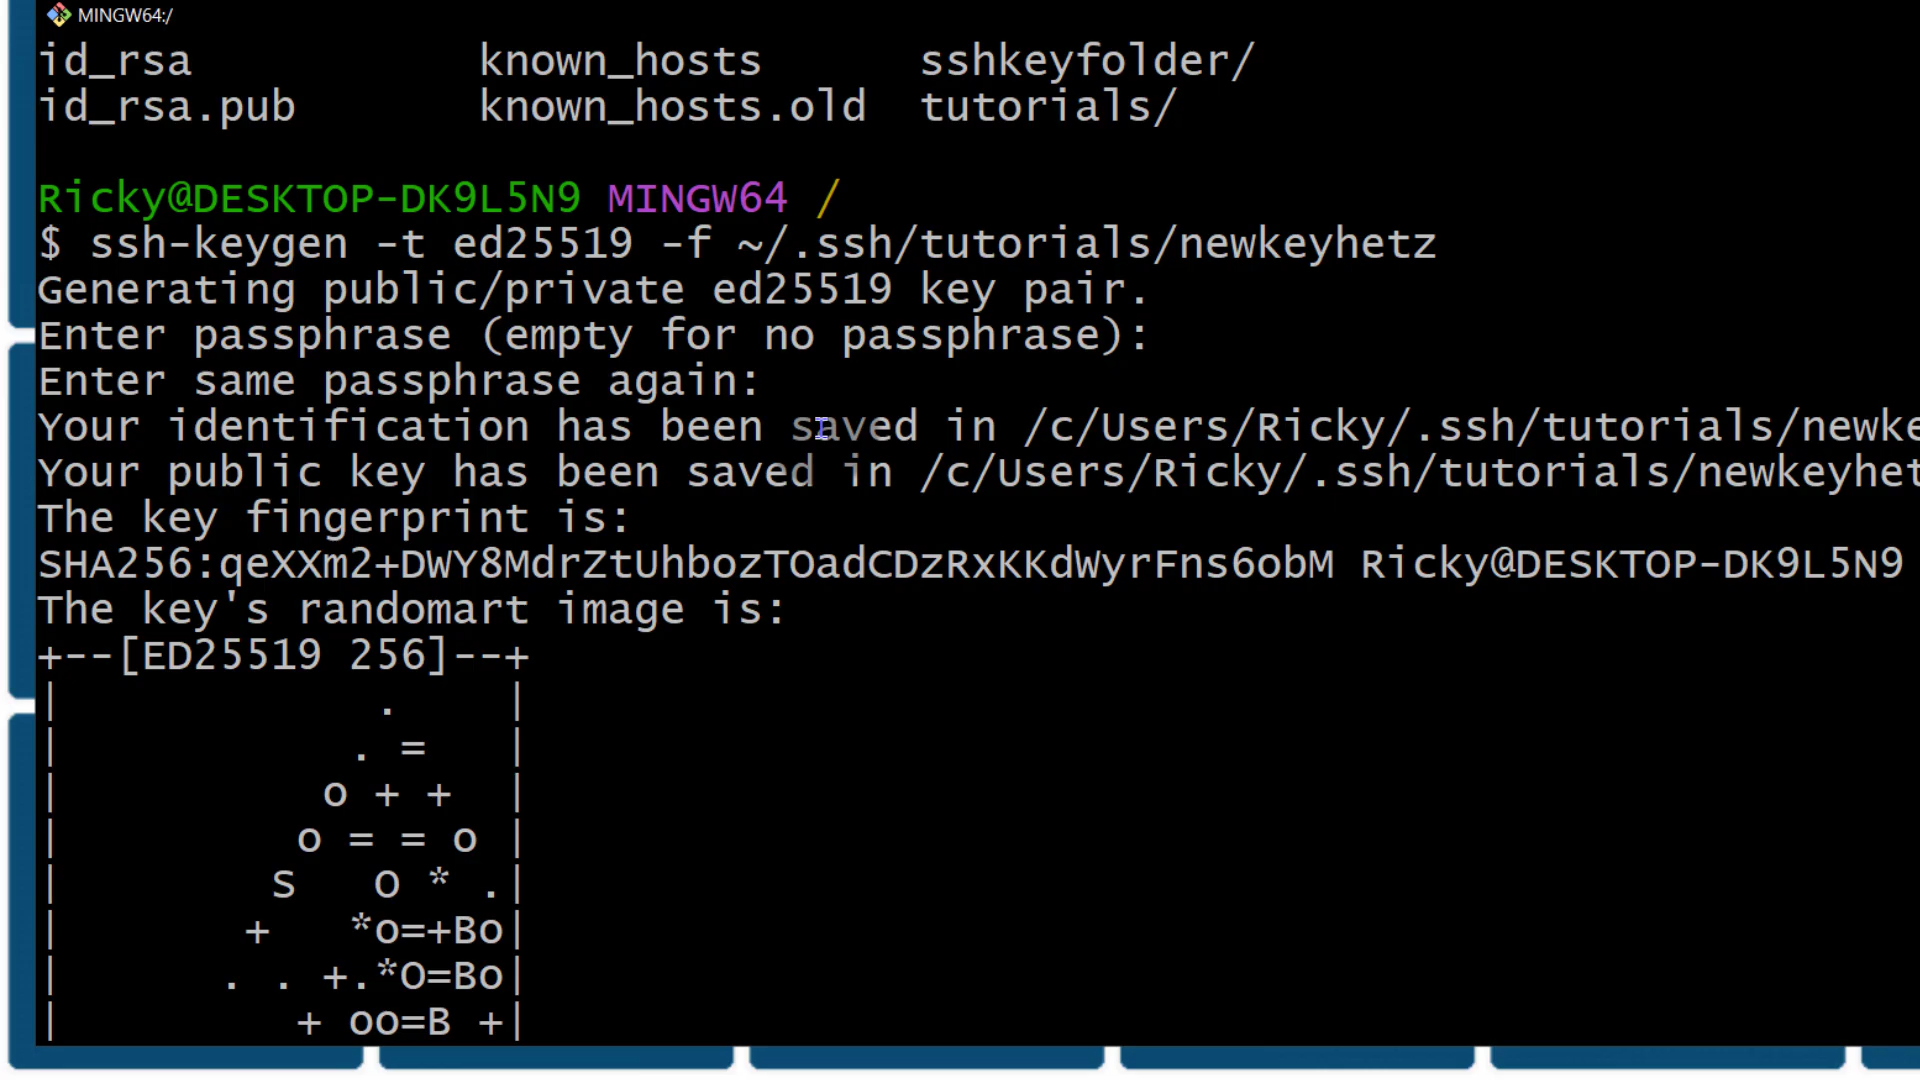 MINGW64:/
id_rsa           known_hosts      sshkeyfolder/
id_rsa.pub       known_hosts.old  tutorials/
Ricky@DESKTOP-DK9L5N9 MINGW64 /
$ ssh-keygen -t ed25519 -f ~/.ssh/tutorials/newkeyhetz
Generating public/private ed25519 key pair.
Enter passphrase (empty for no passphrase):
Enter same passphrase again:
Your identification has been saved in /c/Users/Ricky/.ssh/tutorials/newke
Your public key has been saved in /c/Users/Ricky/.ssh/tutorials/newkeyhet
The key fingerprint is:
SHA256:qeXXm2+DWY8MdrZtUhbozTOadCDzRxKKdWyrFns6obM Ricky@DESKTOP-DK9L5N9
The key's randomart image is:
+--[ED25519 256]--+
|            .    |
|           . =   |
|          o + +  |
|         o = = o |
|        S   O * .|
|       +   *o=+Bo|
|      . . +.*O=Bo|
|         + oo=B +|